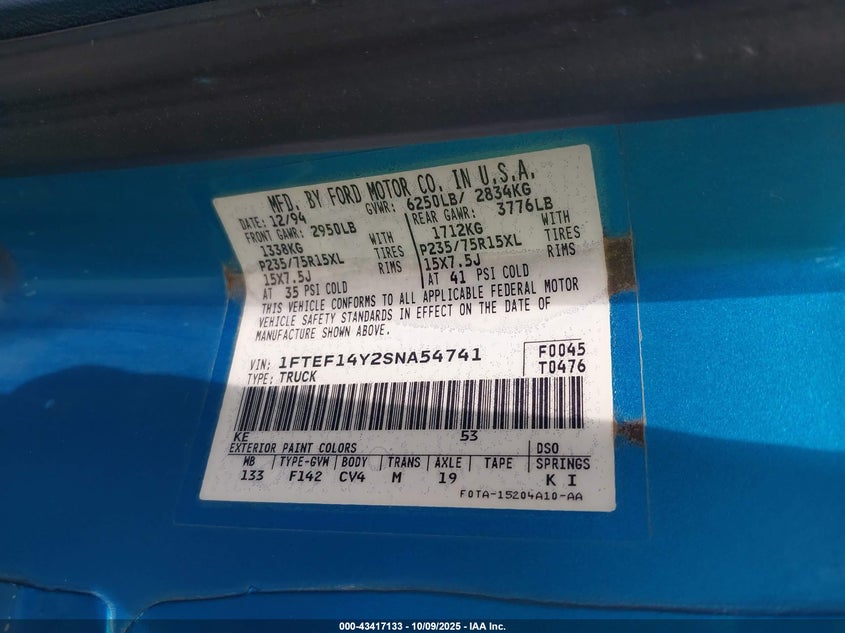 MFD. BY FORD MOTOR CO. IN U.S.A.
DATE: 12/94 GVWR: 6250LB/ 2834KG
FRONT GAWR: 2950LB REAR GAWR: 3776LB
1338KG WITH 1712KG WITH
P235/75R15XL TIRES P235/75R15XL TIRES
15X7.5J RIMS 15X7.5J RIMS
AT 35 PSI COLD AT 41 PSI COLD
THIS VEHICLE CONFORMS TO ALL APPLICABLE FEDERAL MOTOR
VEHICLE SAFETY STANDARDS IN EFFECT ON THE DATE OF
MANUFACTURE SHOWN ABOVE.
VIN: 1FTEF14Y2SNA54741 F0045
TYPE: TRUCK T0476
KE 53
EXTERIOR PAINT COLORS DSO
WB TYPE-GVW BODY TRANS AXLE TAPE SPRINGS
133 F142 CV4 M 19 K I
F0TA-15204A10-AA
000-43417133 - 10/09/2025 - IAA Inc.